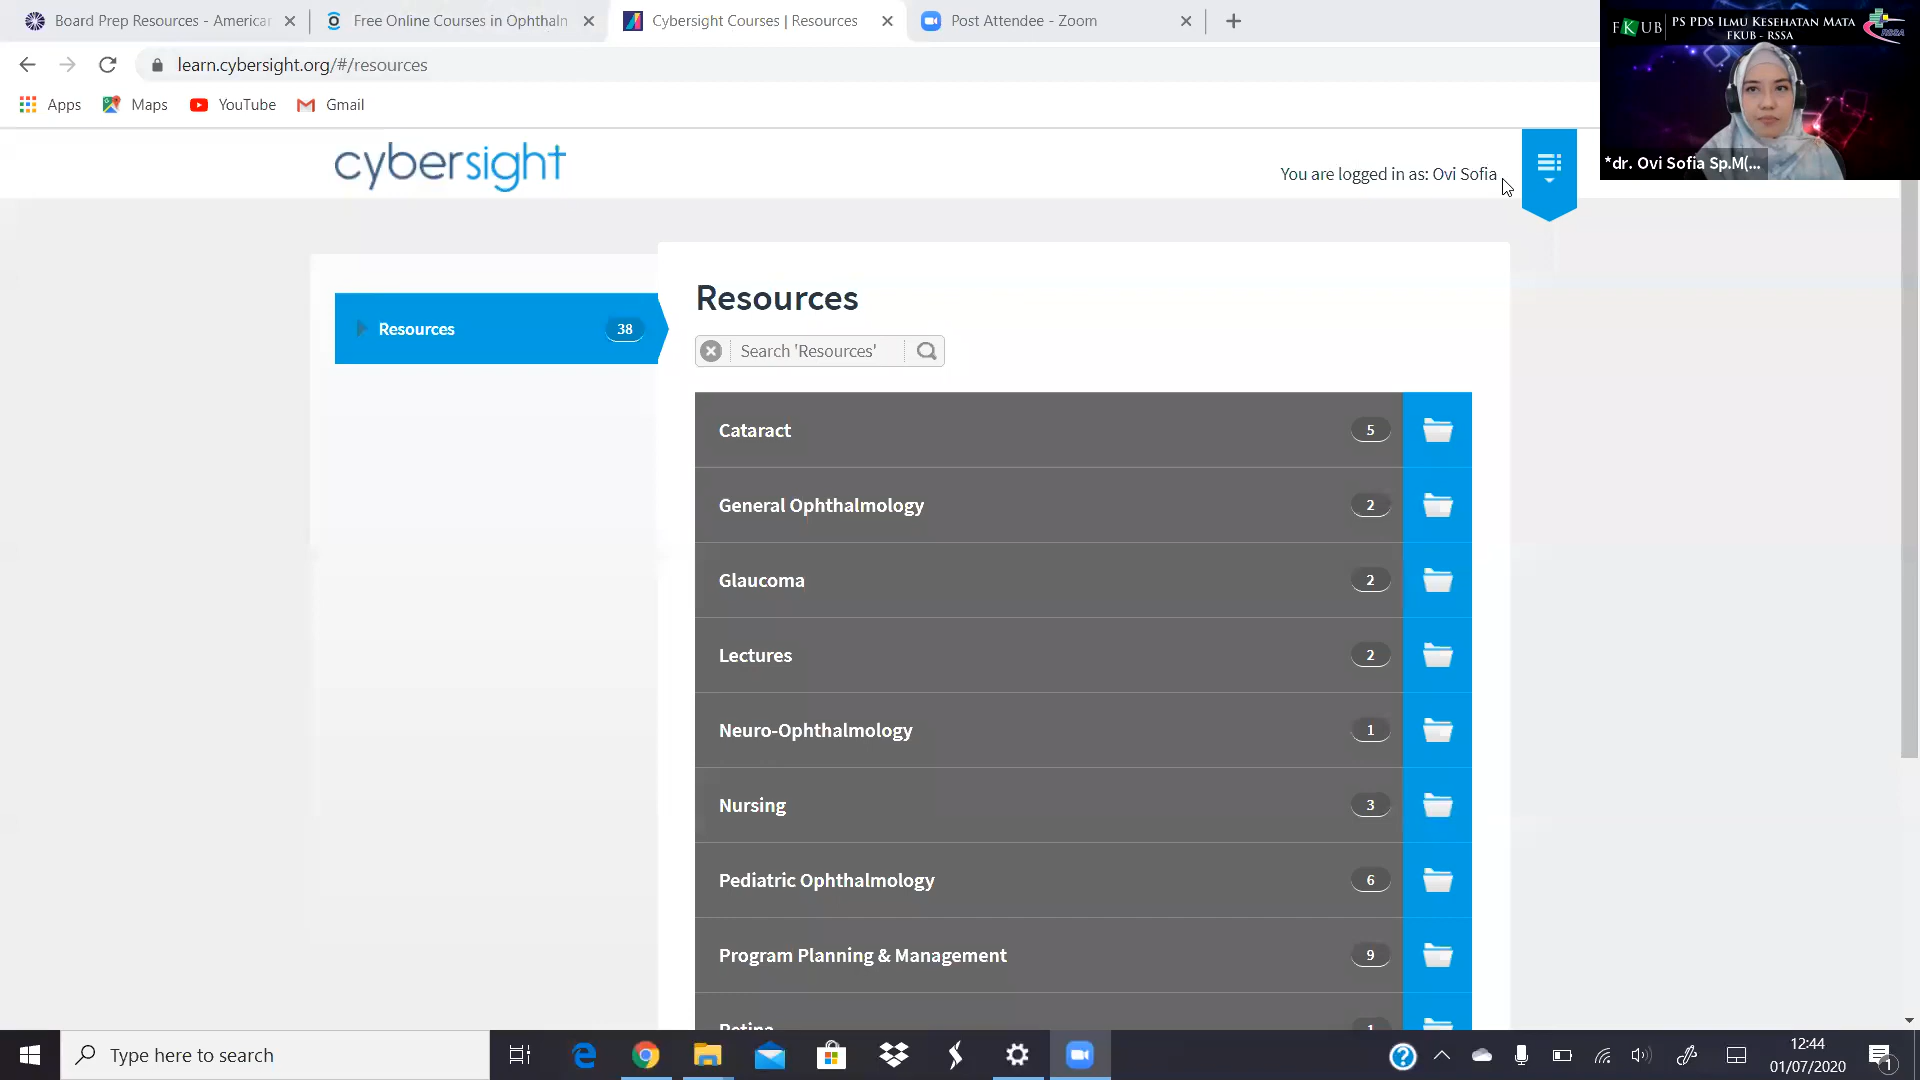 Board Prep Resources - America
Free Online Courses in Ophthaln
Cybersight Courses | Resources
Post Attendee - Zoom
learn.cybersight.org/#/resources
Apps
Maps
YouTube
Gmail
FKUB
PS PDS Ilmu Kesehatan Mata
FKUB - RSSA
RSSA
*dr. Ovi Sofia Sp.M(...
cybersight
You are logged in as: Ovi Sofia
Resources
38
Resources
Search 'Resources'
Cataract 5
General Ophthalmology 2
Glaucoma 2
Lectures 2
Neuro-Ophthalmology 1
Nursing 3
Pediatric Ophthalmology 6
Program Planning & Management 9
Retina 1
Type here to search
12:44
01/07/2020
1